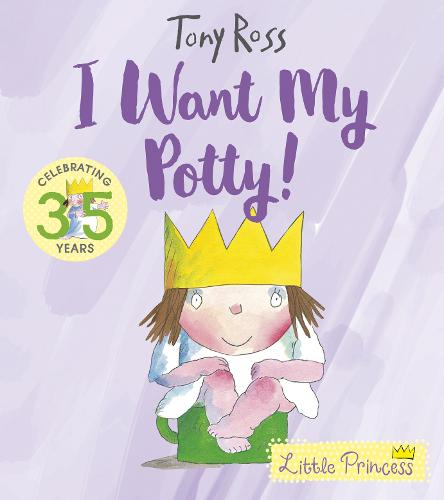 Tony Ross
I Want My
Potty!
CELEBRATING
35
YEARS
Little Princess